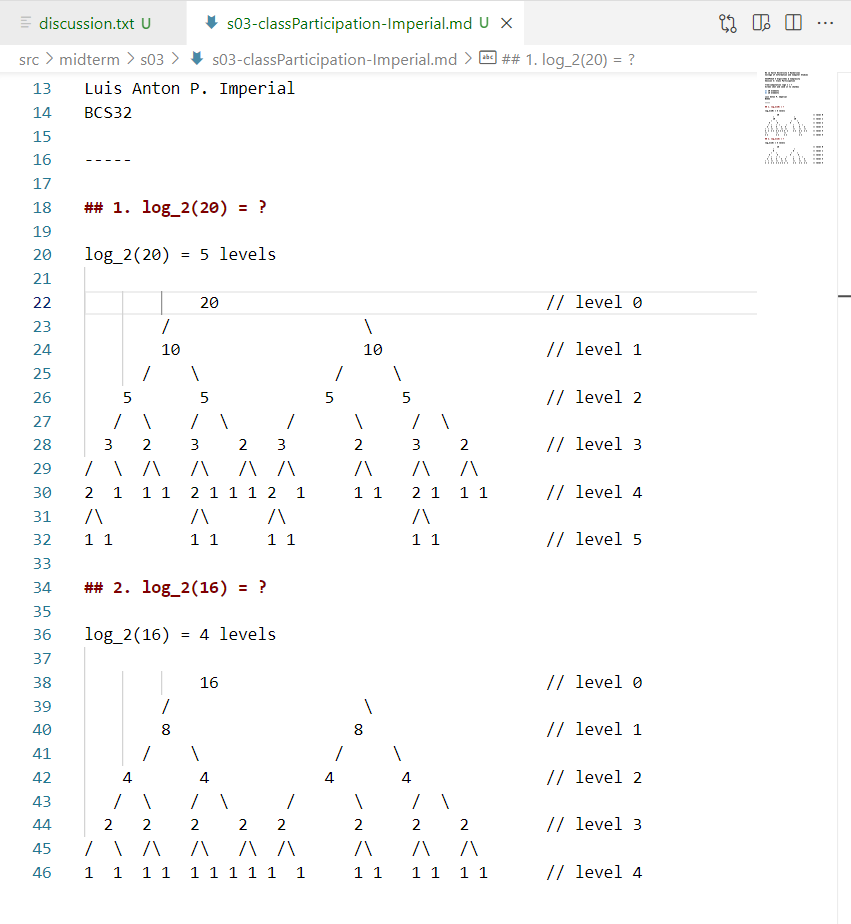 discussion.txt U s03-classParticipation-Imperial.md U
src > midterm > s03 > s03-classParticipation-Imperial.md > ## 1. log_2(20) = ?
13 Luis Anton P. Imperial
14 BCS32
15
16 -----
17
18 ## 1. log_2(20) = ?
19
20 log_2(20) = 5 levels
21
22 20 // level 0
23 / \
24 10 10 // level 1
25 / \ / \
26 5 5 5 5 // level 2
27 / \ / \ / \ / \
28 3 2 3 2 3 2 3 2 // level 3
29 / \ /\ /\ /\ /\ /\ /\ /\
30 2 1 1 1 2 1 1 1 2 1 1 1 2 1 1 1 // level 4
31 /\ /\ /\ /\
32 1 1 1 1 1 1 1 1 // level 5
33
34 ## 2. log_2(16) = ?
35
36 log_2(16) = 4 levels
37
38 16 // level 0
39 / \
40 8 8 // level 1
41 / \ / \
42 4 4 4 4 // level 2
43 / \ / \ / \ / \
44 2 2 2 2 2 2 2 2 // level 3
45 / \ /\ /\ /\ /\ /\ /\ /\
46 1 1 1 1 1 1 1 1 1 1 1 1 1 1 1 1 // level 4